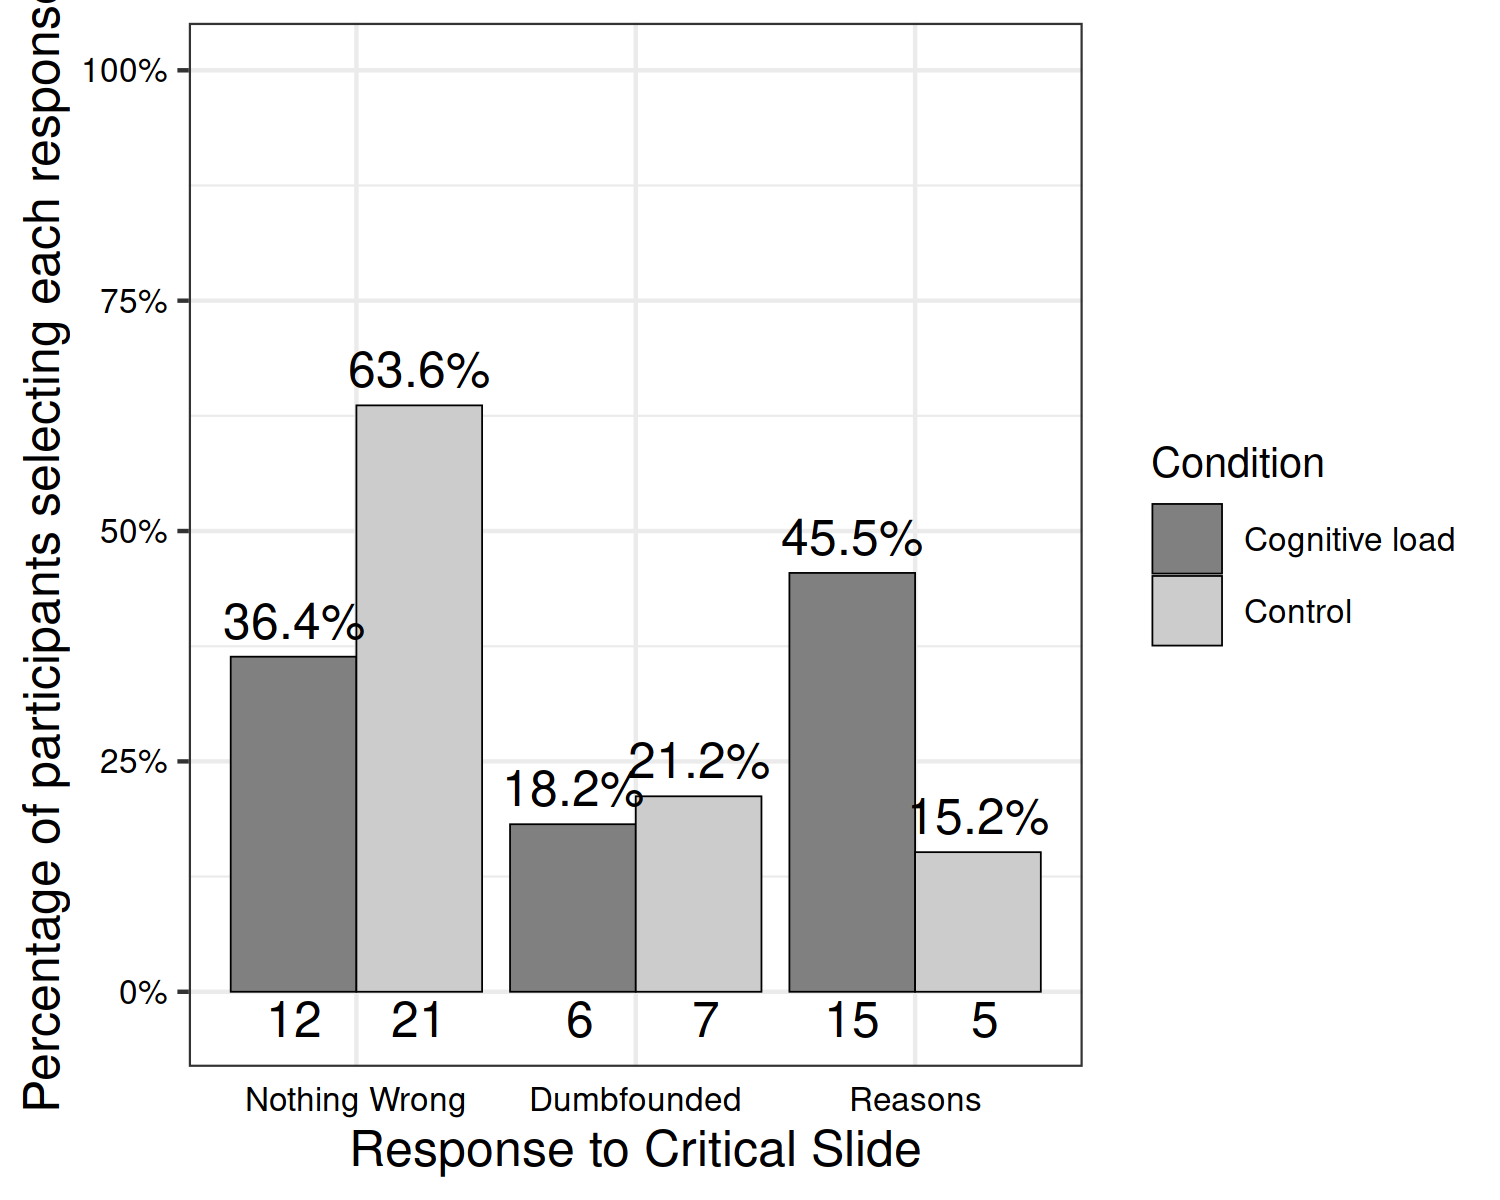 Percentage of participants selecting each respons
100%
75%
50%
25%
0%
36.4%
63.6%
18.2%
21.2%
45.5%
15.2%
12
21
6
7
15
5
Nothing Wrong
Dumbfounded
Reasons
Response to Critical Slide
Condition
Cognitive load
Control